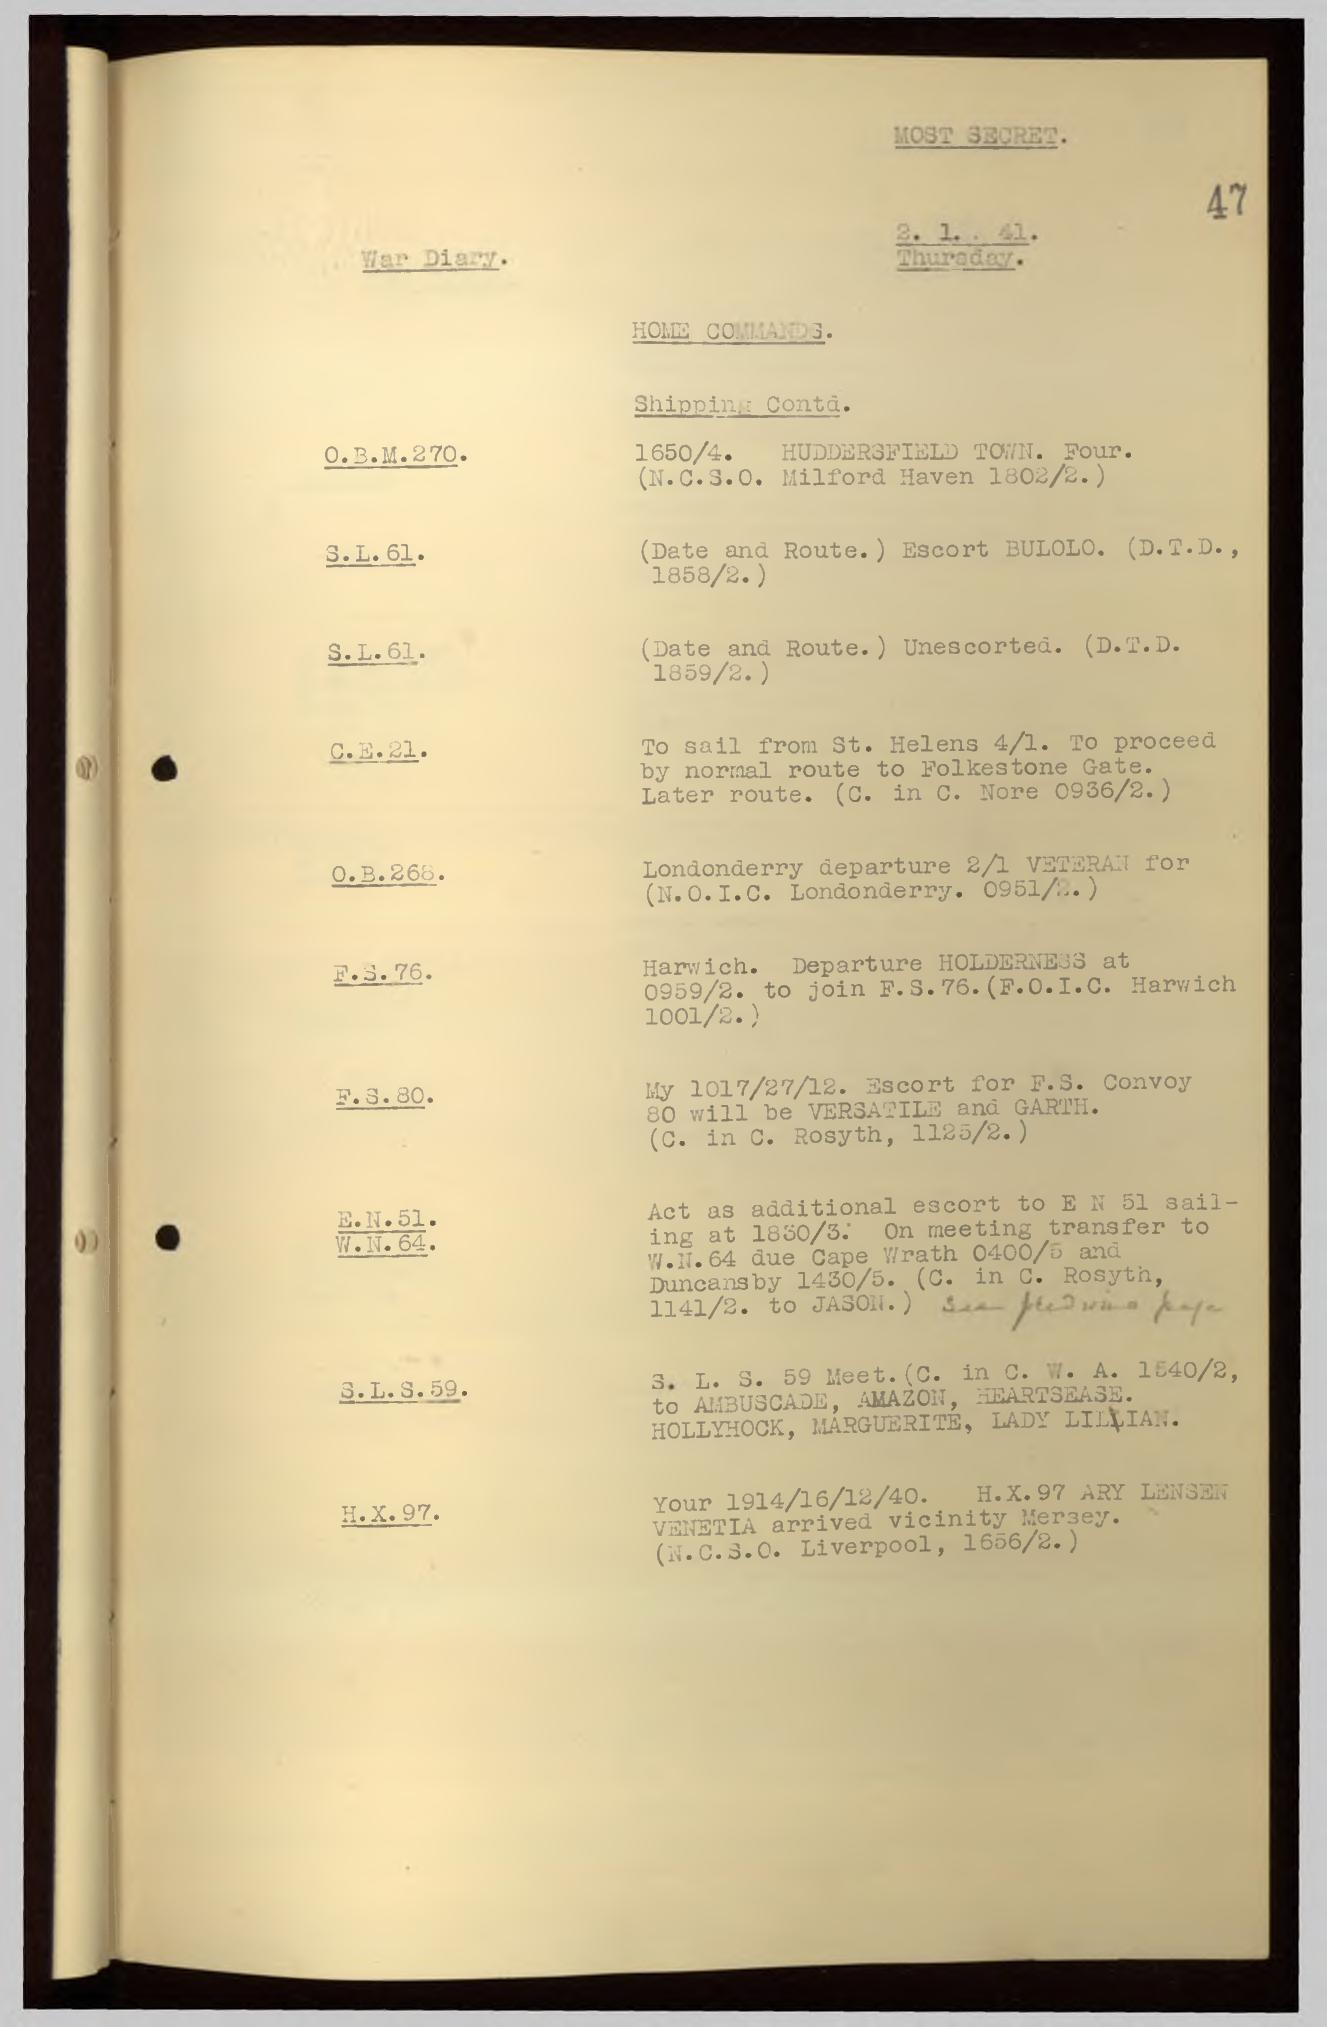 MOST SECRET.
47
2. 1. . 41.
Thursday.
War Diary.
HOME COMMANDS.
Shipping Contd.
O.B.M.270.
1650/4. HUDDERSFIELD TOWN. Four.
(N.C.S.O. Milford Haven 1802/2.)
S.L.61.
(Date and Route.) Escort BULOLO. (D.T.D.,
1858/2.)
S.L.61.
(Date and Route.) Unescorted. (D.T.D.
1859/2.)
C.E.21.
To sail from St. Helens 4/1. To proceed
by normal route to Folkestone Gate.
Later route. (C. in C. Nore 0936/2.)
O.B.268.
Londonderry departure 2/1 VETERAN for
(N.O.I.C. Londonderry. 0951/2.)
F.S.76.
Harwich. Departure HOLDERNESS at
0959/2. to join F.S.76.(F.O.I.C. Harwich
1001/2.)
F.S.80.
My 1017/27/12. Escort for F.S. Convoy
80 will be VERSATILE and GARTH.
(C. in C. Rosyth, 1125/2.)
E.N.51.
W.N.64.
Act as additional escort to E N 51 sail-
ing at 1830/3. On meeting transfer to
W.N.64 due Cape Wrath 0400/5 and
Duncansby 1430/5. (C. in C. Rosyth,
1141/2. to JASON.) See previous page
S.L.S.59.
S. L. S. 59 Meet.(C. in C. W. A. 1540/2,
to AMBUSCADE, AMAZON, HEARTSEASE.
HOLLYHOCK, MARGUERITE, LADY LILLIAN.
H.X.97.
Your 1914/16/12/40. H.X.97 ARY LENSEN
VENETIA arrived vicinity Mersey.
(N.C.S.O. Liverpool, 1656/2.)